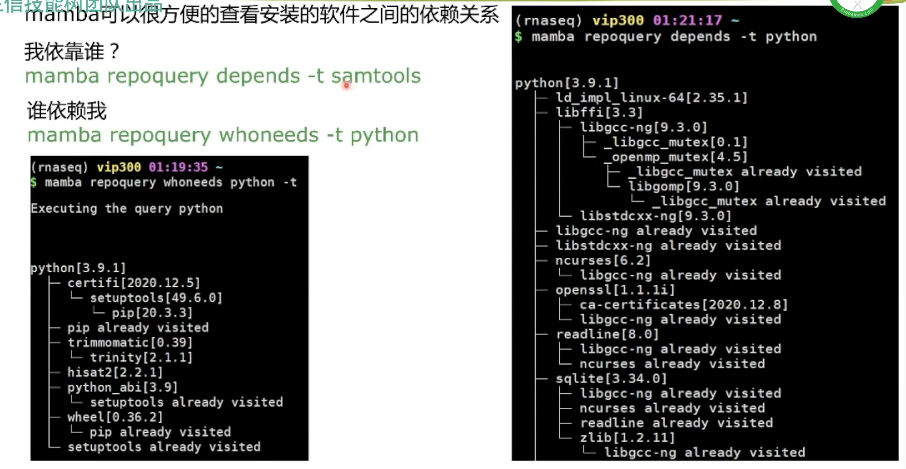 生信技能树团队出品
mamba可以很方便的查看安装的软件之间的依赖关系
我依靠谁？
mamba repoquery depends -t samtools
谁依赖我
mamba repoquery whoneeds -t python
(rnaseq) vip300 01:19:35 ~
$ mamba repoquery whoneeds python -t
Executing the query python
python[3.9.1]
├─ certifi[2020.12.5]
│  └─ setuptools[49.6.0]
│     └─ pip[20.3.3]
├─ pip already visited
├─ trimmomatic[0.39]
│  └─ trinity[2.1.1]
├─ hisat2[2.2.1]
├─ python_abi[3.9]
│  └─ setuptools already visited
├─ wheel[0.36.2]
│  └─ pip already visited
└─ setuptools already visited
(rnaseq) vip300 01:21:17 ~
$ mamba repoquery depends -t python
python[3.9.1]
├─ ld_impl_linux-64[2.35.1]
├─ libffi[3.3]
│  ├─ libgcc-ng[9.3.0]
│  │  ├─ _libgcc_mutex[0.1]
│  │  └─ _openmp_mutex[4.5]
│  │     ├─ _libgcc_mutex already visited
│  │     └─ libgomp[9.3.0]
│  │        └─ _libgcc_mutex already visited
│  └─ libstdcxx-ng[9.3.0]
├─ libgcc-ng already visited
├─ libstdcxx-ng already visited
├─ ncurses[6.2]
│  └─ libgcc-ng already visited
├─ openssl[1.1.1i]
│  ├─ ca-certificates[2020.12.8]
│  └─ libgcc-ng already visited
├─ readline[8.0]
│  ├─ libgcc-ng already visited
│  └─ ncurses already visited
├─ sqlite[3.34.0]
│  ├─ libgcc-ng already visited
│  ├─ ncurses already visited
│  ├─ readline already visited
│  └─ zlib[1.2.11]
│     └─ libgcc-ng already visited